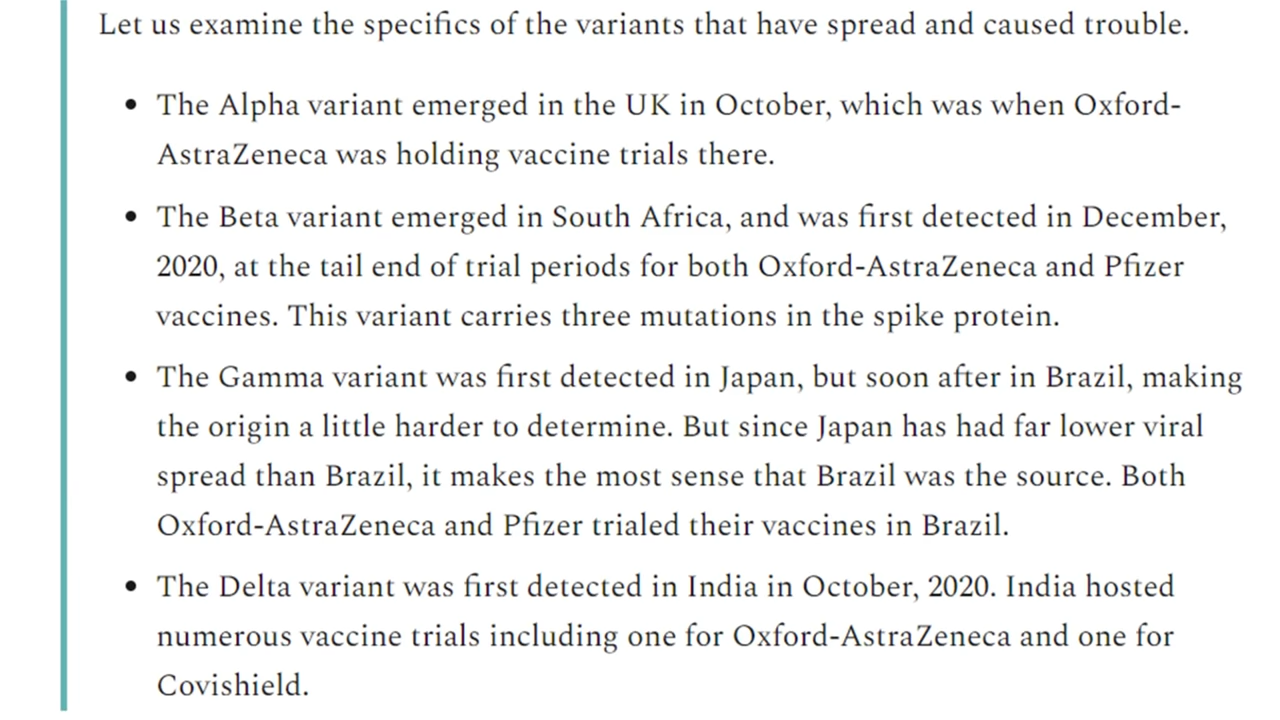 Let us examine the specifics of the variants that have spread and caused trouble.
• The Alpha variant emerged in the UK in October, which was when Oxford-
AstraZeneca was holding vaccine trials there.
• The Beta variant emerged in South Africa, and was first detected in December,
2020, at the tail end of trial periods for both Oxford-AstraZeneca and Pfizer
vaccines. This variant carries three mutations in the spike protein.
• The Gamma variant was first detected in Japan, but soon after in Brazil, making
the origin a little harder to determine. But since Japan has had far lower viral
spread than Brazil, it makes the most sense that Brazil was the source. Both
Oxford-AstraZeneca and Pfizer trialed their vaccines in Brazil.
• The Delta variant was first detected in India in October, 2020. India hosted
numerous vaccine trials including one for Oxford-AstraZeneca and one for
Covishield.